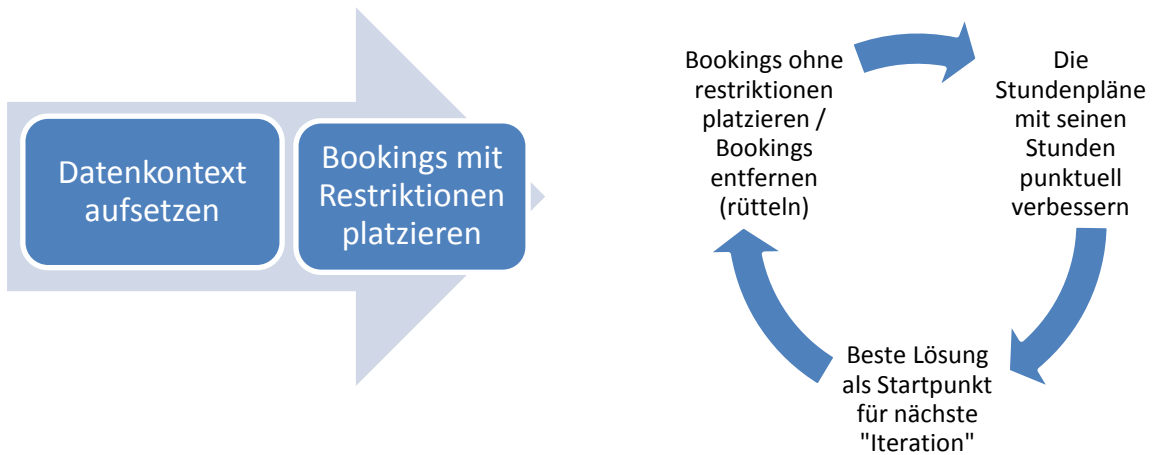 Datenkontext
aufsetzen
Bookings mit
Restriktionen
platzieren
Bookings ohne
restriktionen
platzieren /
Bookings
entfernen
(rütteln)
Die
Stundenpläne
mit seinen
Stunden
punktuell
verbessern
Beste Lösung
als Startpunkt
für nächste
"Iteration"